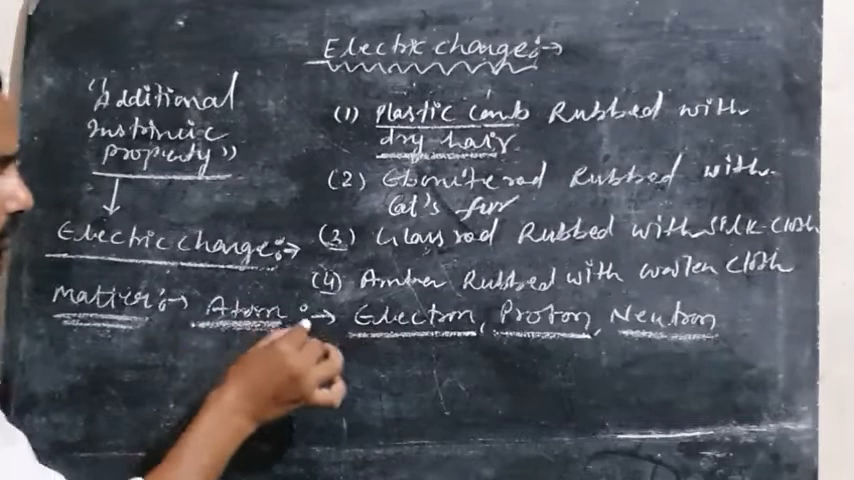 Electric charge:→
"Additional
Instrinsic
property"
Electric charge:→
(1) Plastic comb Rubbed with
dry hair
(2) Ebonite rod Rubbed with
Cat's fur
(3) Glass rod Rubbed with silk cloth
(4) Amber Rubbed with woolen cloth
Matter:→ Atom:→ Electron, Proton, Neutron